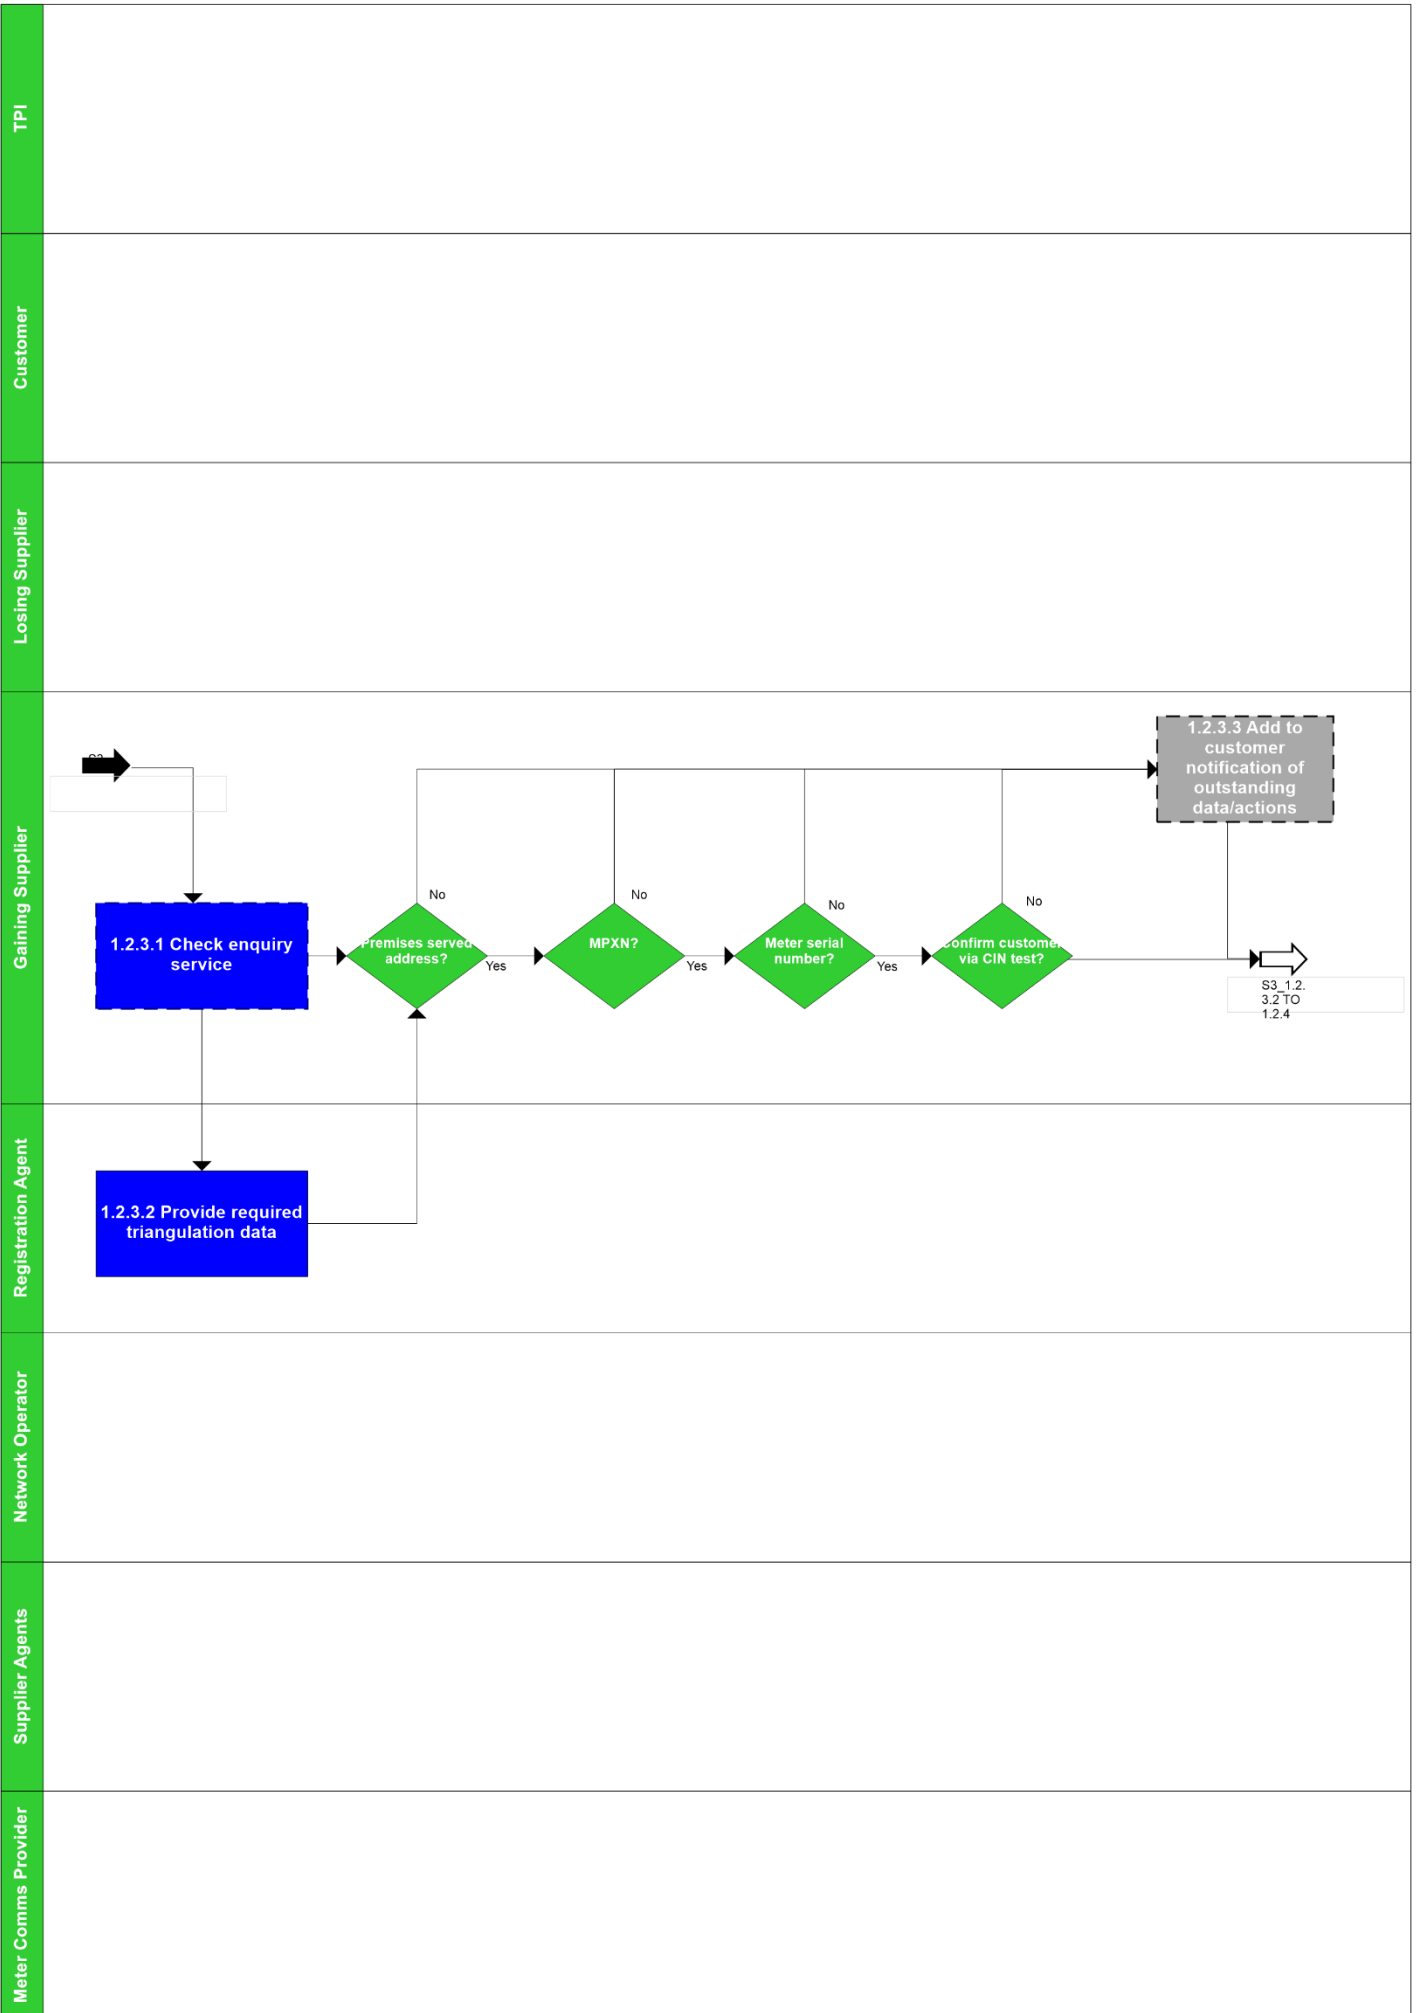 TPI
Customer
Losing Supplier
Gaining Supplier
1.2.3.3 Add to
customer
notification of
outstanding
data/actions
No
No
No
No
1.2.3.1 Check enquiry
service
Premises served
address?
Yes
MPXN?
Yes
Meter serial
number?
Yes
Confirm customer
via CIN test?
S3_1.2.
3.2 TO
1.2.4
Registration Agent
1.2.3.2 Provide required
triangulation data
Network Operator
Supplier Agents
Meter Comms Provider